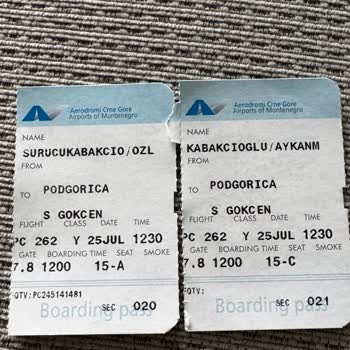 Aerodromi Crne Gore
Airports of Montenegro
NAME
SURUCUKABAKCIO/OZL
FROM
TO PODGORICA
S GOKCEN
FLIGHT CLASS DATE TIME
PC 262 Y 25JUL 1230
GATE BOARDING TIME SEAT SMOKE
7.8 1200 15-A
FQTV:PC245141481
SEC 020
Boarding pass
Aerodromi Crne Gore
Airports of Montenegro
NAME
KABAKCIOGLU/AYKANM
FROM
TO PODGORICA
S GOKCEN
FLIGHT CLASS DATE TIME
PC 262 Y 25JUL 1230
GATE BOARDING TIME SEAT SMOKE
7.8 1200 15-C
FQTV:
SEC 021
Boarding pass